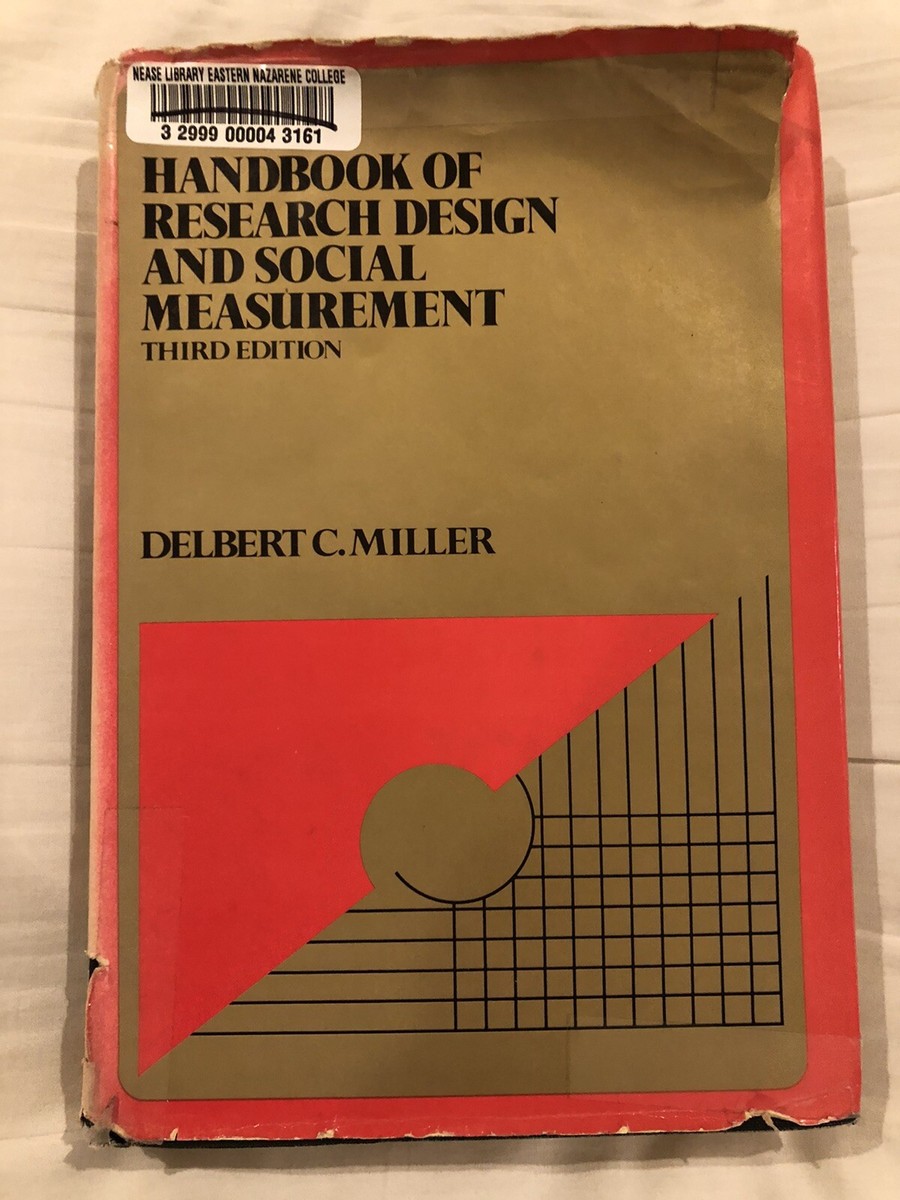 NEASE LIBRARY EASTERN NAZARENE COLLEGE
3 2999 00004 3161
HANDBOOK OF
RESEARCH DESIGN
AND SOCIAL
MEASUREMENT
THIRD EDITION
DELBERT C. MILLER